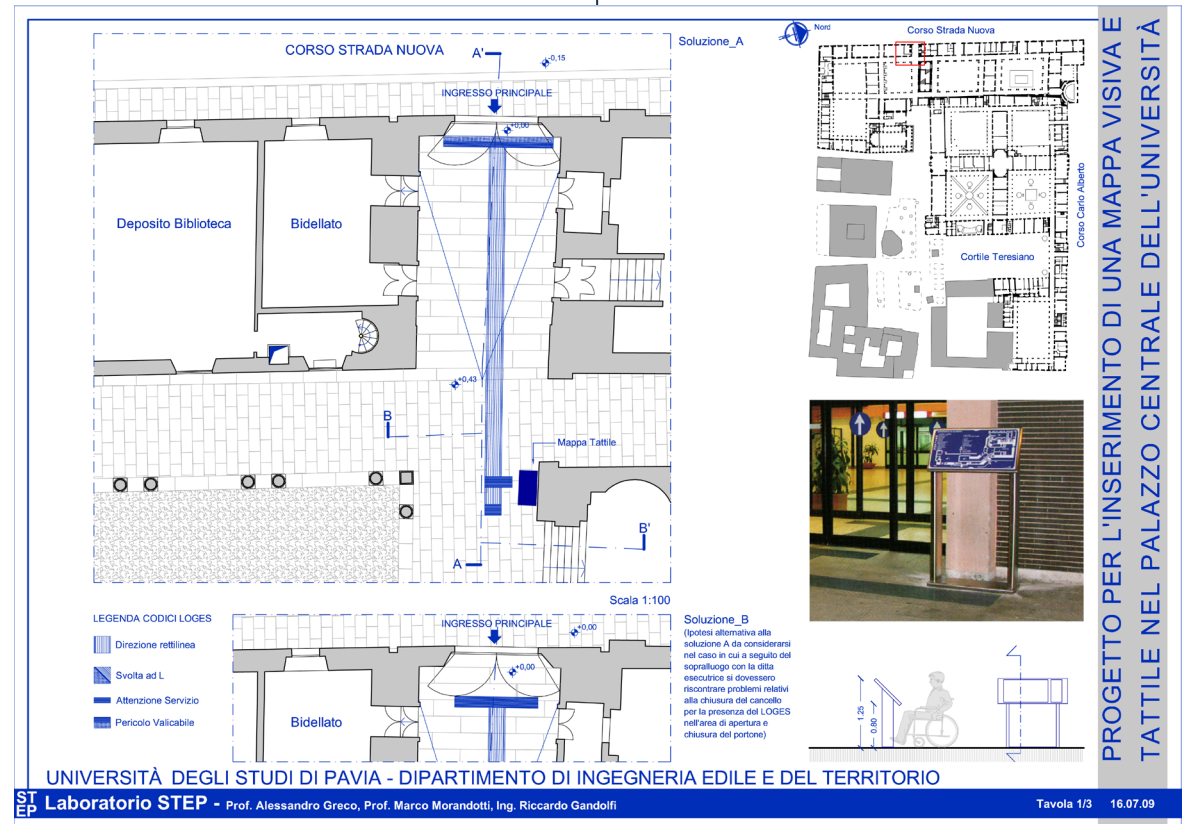 CORSO STRADA NUOVA
A'
-0,15
Soluzione_A
INGRESSO PRINCIPALE
+0,00
Deposito Biblioteca
Bidellato
+0,43
B
Mappa Tattile
B'
A
Scala 1:100
Nord
Corso Strada Nuova
Corso Carlo Alberto
Cortile Teresiano
LEGENDA CODICI LOGES
Direzione rettilinea
Svolta ad L
Attenzione Servizio
Pericolo Valicabile
INGRESSO PRINCIPALE
+0,00
+0,00
Bidellato
Soluzione_B
(Ipotesi alternativa alla
soluzione A da considerarsi
nel caso in cui a seguito del
sopralluogo con la ditta
esecutrice si dovessero
riscontrare problemi relativi
alla chiusura del cancello
per la presenza del LOGES
nell'area di apertura e
chiusura del portone)
1.25
0.80
PROGETTO PER L'INSERIMENTO DI UNA MAPPA VISIVA E
TATTILE NEL PALAZZO CENTRALE DELL'UNIVERSITÀ
UNIVERSITÀ DEGLI STUDI DI PAVIA - DIPARTIMENTO DI INGEGNERIA EDILE E DEL TERRITORIO
ST
EP
Laboratorio STEP - Prof. Alessandro Greco, Prof. Marco Morandotti, Ing. Riccardo Gandolfi
Tavola 1/3 16.07.09